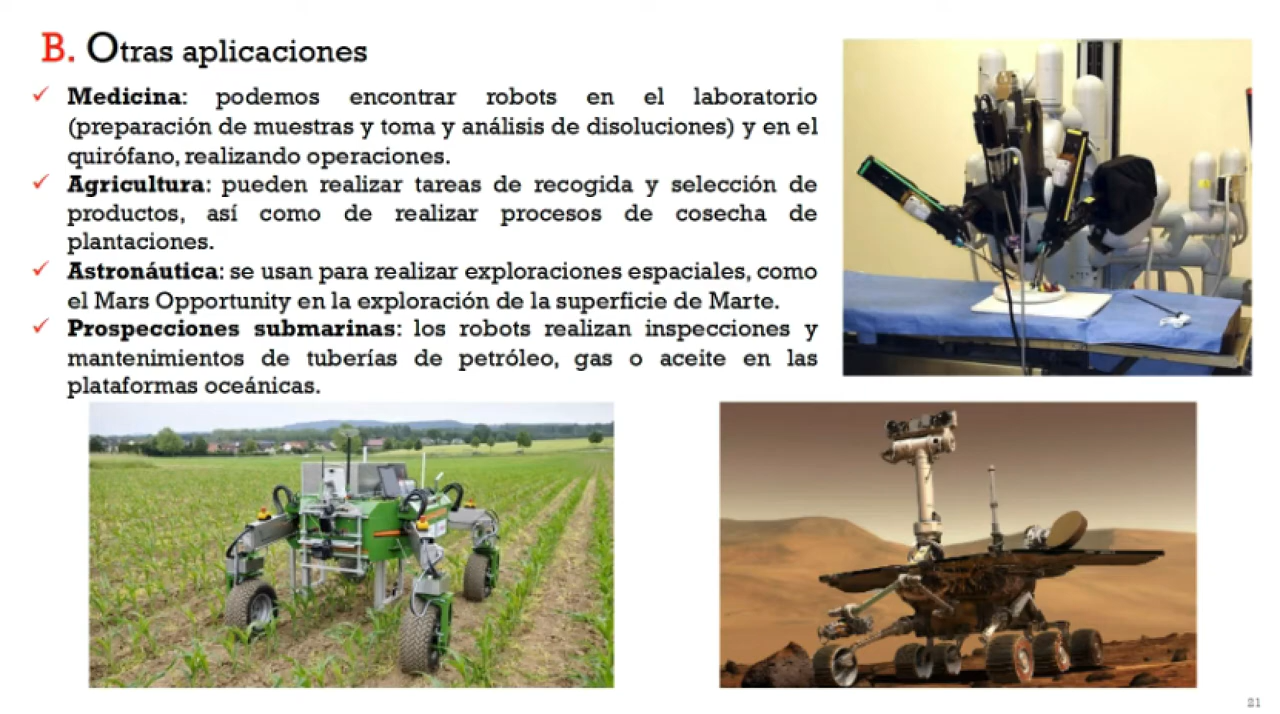 B. Otras aplicaciones
✓ Medicina: podemos encontrar robots en el laboratorio
(preparación de muestras y toma y análisis de disoluciones) y en el
quirófano, realizando operaciones.
✓ Agricultura: pueden realizar tareas de recogida y selección de
productos, así como de realizar procesos de cosecha de
plantaciones.
✓ Astronáutica: se usan para realizar exploraciones espaciales, como
el Mars Opportunity en la exploración de la superficie de Marte.
✓ Prospecciones submarinas: los robots realizan inspecciones y
mantenimientos de tuberías de petróleo, gas o aceite en las
plataformas oceánicas.
21